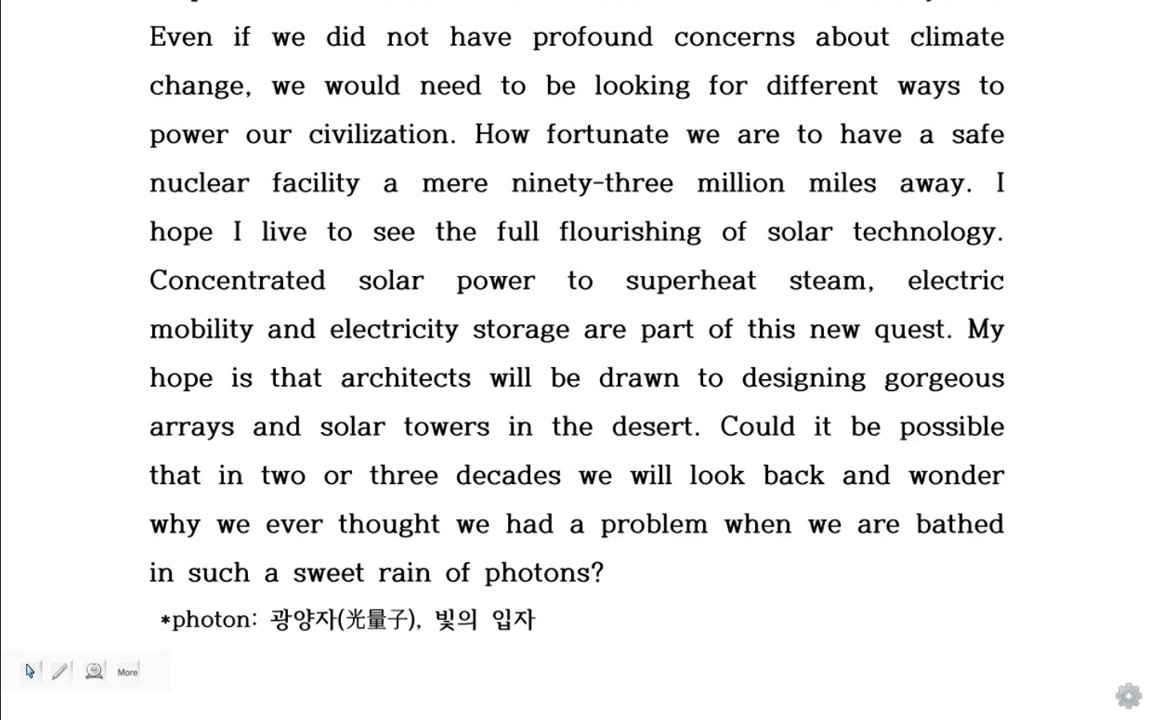 Even if we did not have profound concerns about climate
change, we would need to be looking for different ways to
power our civilization. How fortunate we are to have a safe
nuclear facility a mere ninety-three million miles away. I
hope I live to see the full flourishing of solar technology.
Concentrated solar power to superheat steam, electric
mobility and electricity storage are part of this new quest. My
hope is that architects will be drawn to designing gorgeous
arrays and solar towers in the desert. Could it be possible
that in two or three decades we will look back and wonder
why we ever thought we had a problem when we are bathed
in such a sweet rain of photons?
*photon: 광양자(光量子), 빛의 입자
More